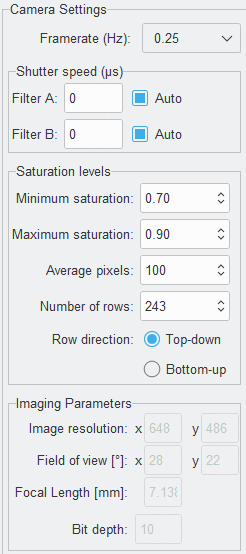 Camera Settings
Framerate (Hz): 0.25
Shutter speed (µs)
Filter A: 0 Auto
Filter B: 0 Auto
Saturation levels
Minimum saturation: 0.70
Maximum saturation: 0.90
Average pixels: 100
Number of rows: 243
Row direction: Top-down
Bottom-up
Imaging Parameters
Image resolution: x 648 y 486
Field of view [°]: x 28 y 22
Focal Length [mm]: 7.138
Bit depth: 10